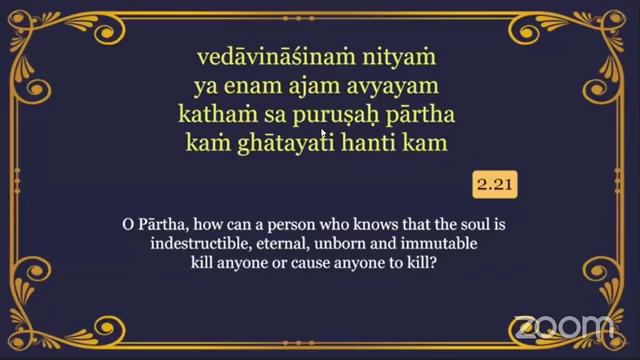 vedāvināśinaṁ nityaṁ
ya enam ajam avyayam
kathaṁ sa puruṣaḥ pārtha
kaṁ ghātayati hanti kam
2.21
O Pārtha, how can a person who knows that the soul is
indestructible, eternal, unborn and immutable
kill anyone or cause anyone to kill?
zoom